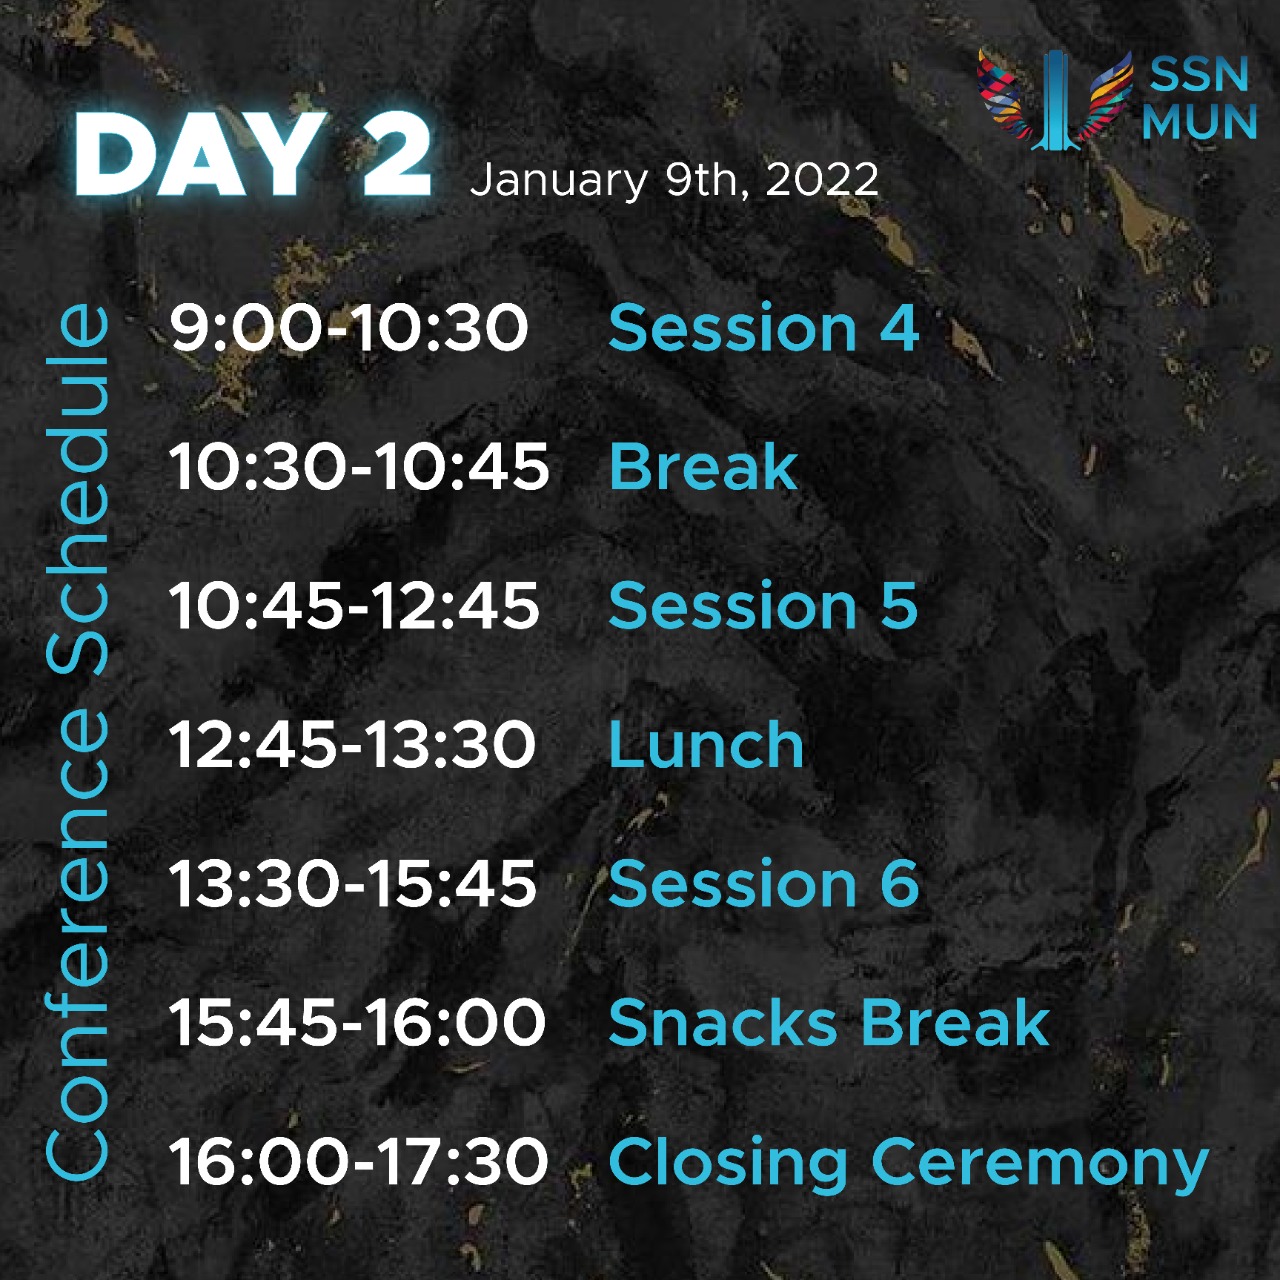 SSN
MUN
DAY 2 January 9th, 2022
Conference Schedule
9:00-10:30 Session 4
10:30-10:45 Break
10:45-12:45 Session 5
12:45-13:30 Lunch
13:30-15:45 Session 6
15:45-16:00 Snacks Break
16:00-17:30 Closing Ceremony